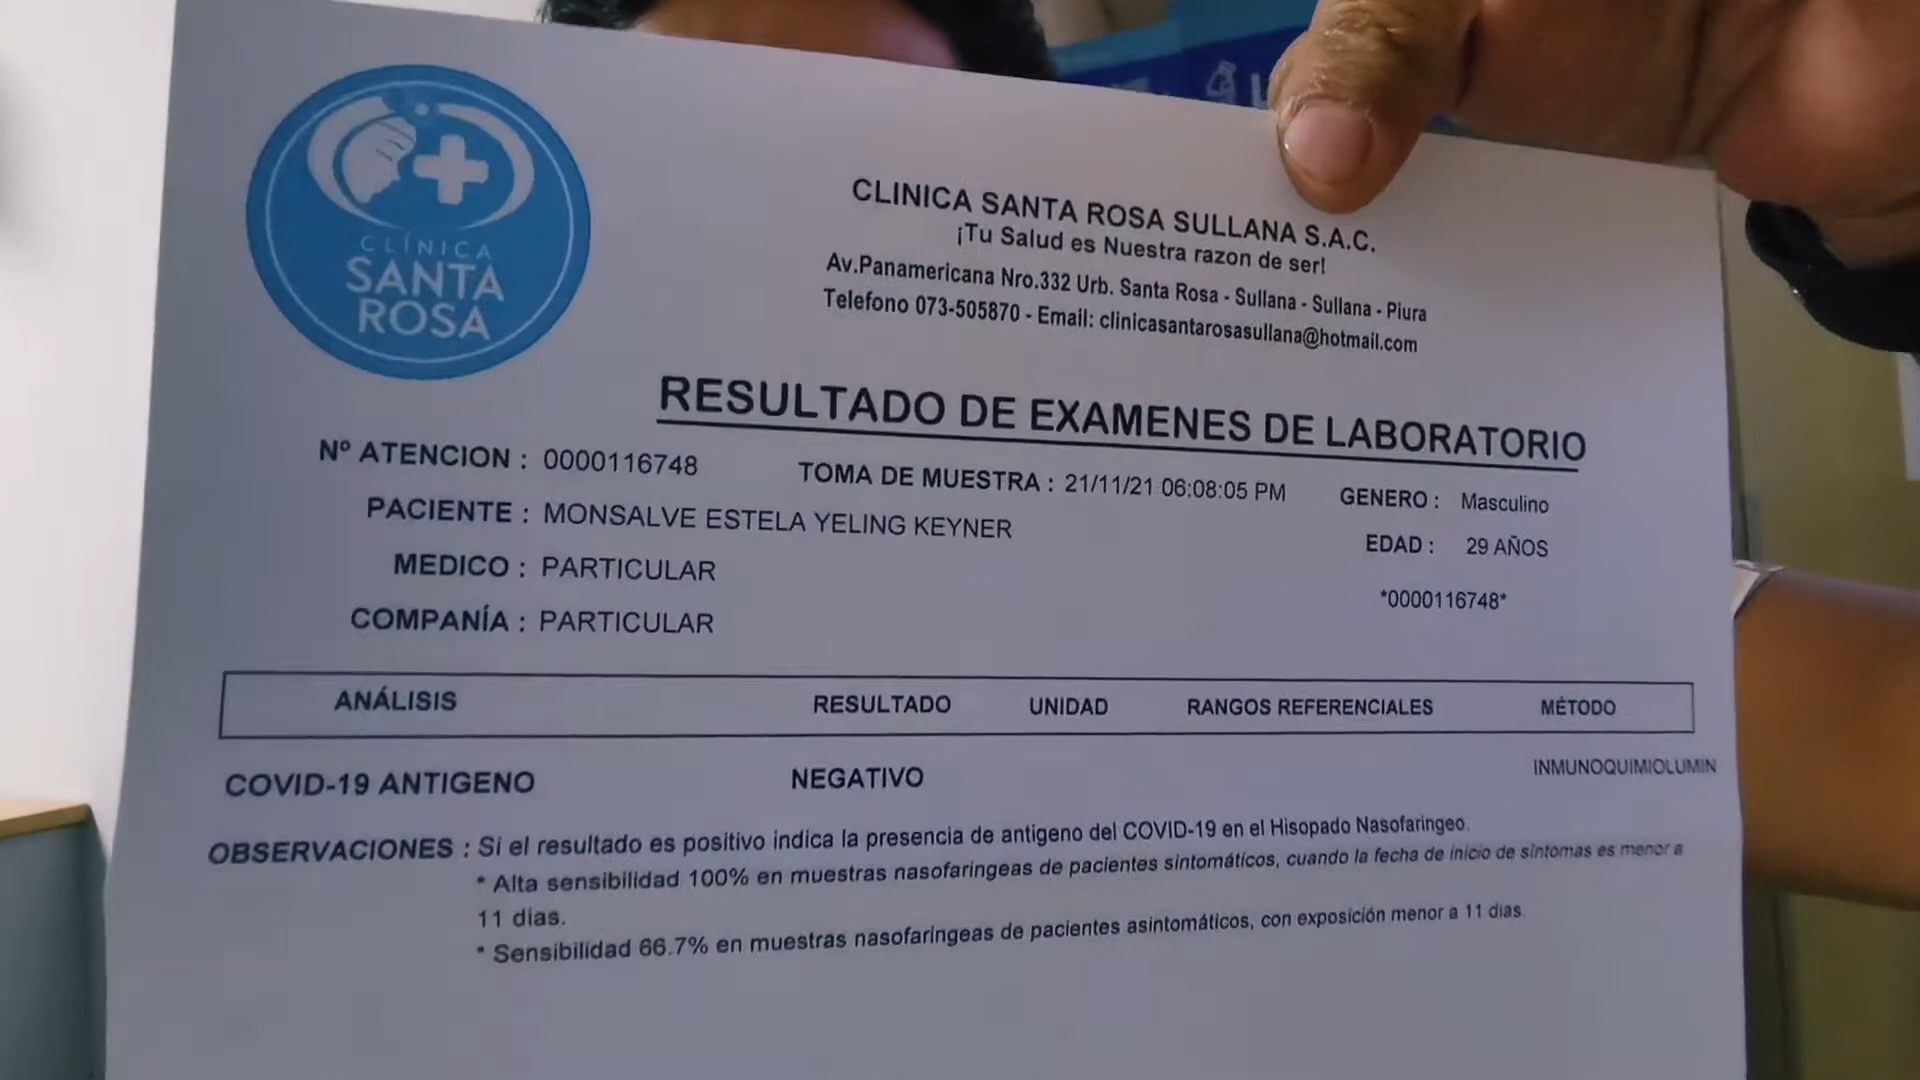 CLÍNICA
SANTA
ROSA
CLINICA SANTA ROSA SULLANA S.A.C.
¡Tu Salud es Nuestra razon de ser!
Av.Panamericana Nro.332 Urb. Santa Rosa - Sullana - Sullana - Piura
Telefono 073-505870 - Email: clinicasantarosasullana@hotmail.com
RESULTADO DE EXAMENES DE LABORATORIO
Nº ATENCION : 0000116748 TOMA DE MUESTRA : 21/11/21 06:08:05 PM GENERO : Masculino
PACIENTE : MONSALVE ESTELA YELING KEYNER EDAD : 29 AÑOS
MEDICO : PARTICULAR *0000116748*
COMPANÍA : PARTICULAR
ANÁLISIS RESULTADO UNIDAD RANGOS REFERENCIALES MÉTODO
COVID-19 ANTIGENO NEGATIVO INMUNOQUIMIOLUMIN
OBSERVACIONES : Si el resultado es positivo indica la presencia de antigeno del COVID-19 en el Hisopado Nasofaringeo.
* Alta sensibilidad 100% en muestras nasofaringeas de pacientes sintomáticos, cuando la fecha de inicio de síntomas es menor a
11 dias.
* Sensibilidad 66.7% en muestras nasofaringeas de pacientes asintomáticos, con exposición menor a 11 dias.